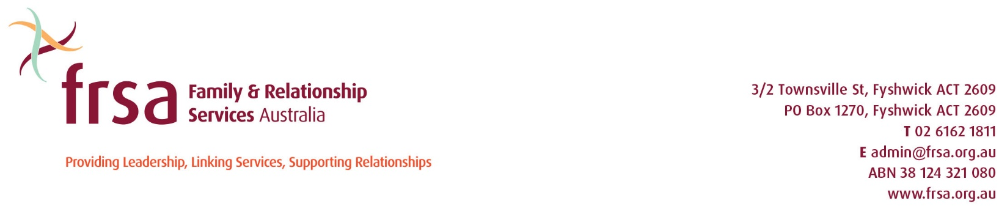 frsa
Family & Relationship
Services Australia
Providing Leadership, Linking Services, Supporting Relationships
3/2 Townsville St, Fyshwick ACT 2609
PO Box 1270, Fyshwick ACT 2609
T 02 6162 1811
E admin@frsa.org.au
ABN 38 124 321 080
www.frsa.org.au